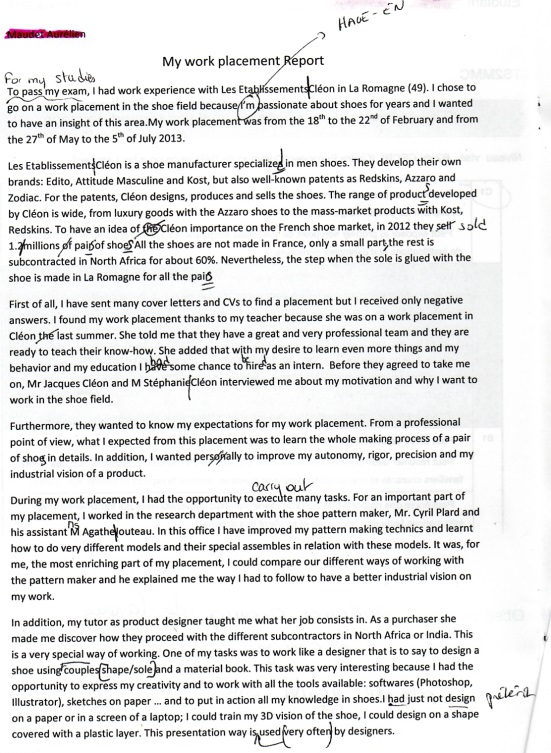 HAVE - EN
Maude Aurélien
My work placement Report
For my studies
To pass my exam, I had work experience with Les Etablissements Cléon in La Romagne (49). I chose to
go on a work placement in the shoe field because I'm passionate about shoes for years and I wanted
to have an insight of this area.My work placement was from the 18th to the 22nd of February and from
the 27th of May to the 5th of July 2013.
Les Etablissement Cléon is a shoe manufacturer specialized in men shoes. They develop their own
brands: Edito, Attitude Masculine and Kost, but also well-known patents as Redskins, Azzaro and
Zodiac. For the patents, Cléon designs, produces and sells the shoes. The range of products developed
by Cléon is wide, from luxury goods with the Azzaro shoes to the mass-market products with Kost,
Redskins. To have an idea of the Cléon importance on the French shoe market, in 2012 they sell sold
1.2 millions of pairs of shoes All the shoes are not made in France, only a small part, the rest is
subcontracted in North Africa for about 60%. Nevertheless, the step when the sole is glued with the
shoe is made in La Romagne for all the pairs
First of all, I have sent many cover letters and CVs to find a placement but I received only negative
answers. I found my work placement thanks to my teacher because she was on a work placement in
Cléon the last summer. She told me that they have a great and very professional team and they are
ready to teach their know-how. She added that with my desire to learn even more things and my
behavior and my education I have had some chance to be hired as an intern. Before they agreed to take me
on, Mr Jacques Cléon and M Stéphanie Cléon interviewed me about my motivation and why I want to
work in the shoe field.
Furthermore, they wanted to know my expectations for my work placement. From a professional
point of view, what I expected from this placement was to learn the whole making process of a pair
of shoes in details. In addition, I wanted personally to improve my autonomy, rigor, precision and my
industrial vision of a product.
carry out
During my work placement, I had the opportunity to execute many tasks. For an important part of
my placement, I worked in the research department with the shoe pattern maker, Mr. Cyril Plard and
his assistant Ms Agathe outeau. In this office I have improved my pattern making technics and learnt
how to do very different models and their special assembles in relation with these models. It was, for
me, the most enriching part of my placement, I could compare our different ways of working with
the pattern maker and he explained me the way I had to follow to have a better industrial vision on
my work.
In addition, my tutor as product designer taught me what her job consists in. As a purchaser she
made me discover how they proceed with the different subcontractors in North Africa or India. This
is a very special way of working. One of my tasks was to work like a designer that is to say to design a
shoe using couples (shape/sole) and a material book. This task was very interesting because I had the
opportunity to express my creativity and to work with all the tools available: softwares (Photoshop,
Illustrator), sketches on paper ... and to put in action all my knowledge in shoes.I had just not design prétérit
on a paper or in a screen of a laptop; I could train my 3D vision of the shoe, I could design on a shape
covered with a plastic layer. This presentation way is used (very often) by designers.